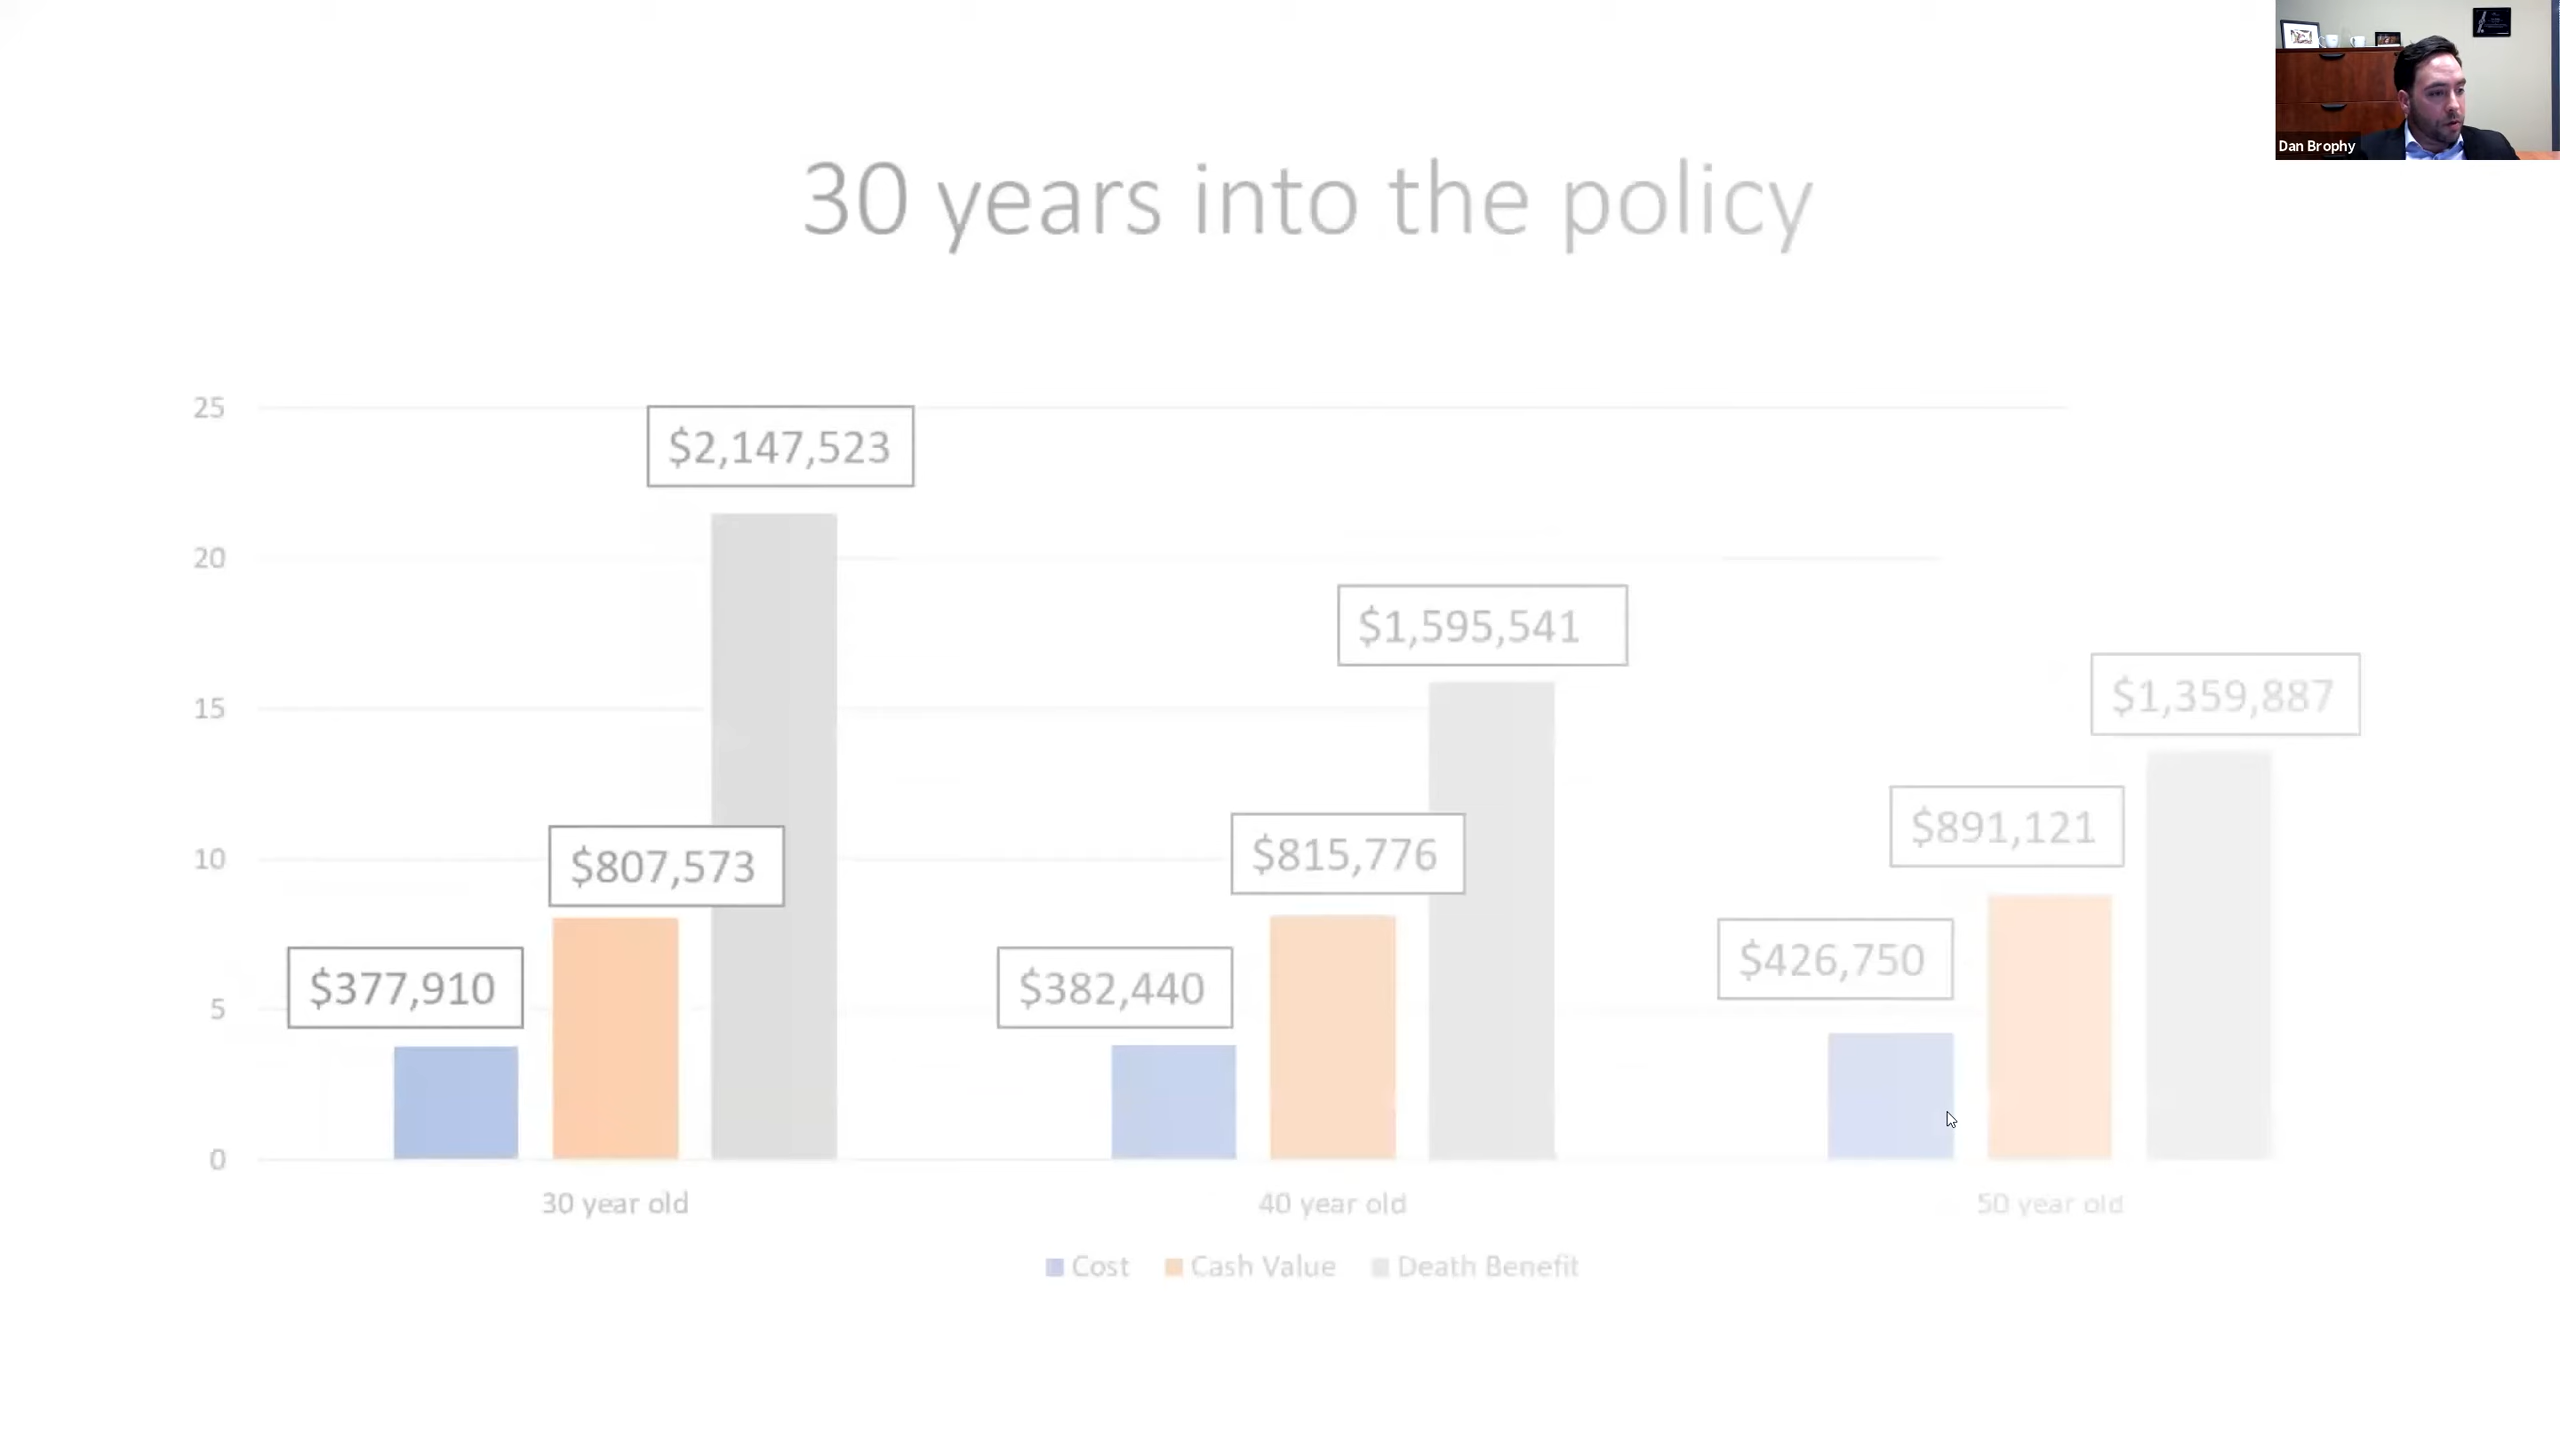 Dan Brophy
30 years into the policy
25
20
15
10
5
0
$2,147,523
$807,573
$377,910
$1,595,541
$815,776
$382,440
$1,359,887
$891,121
$426,750
30 year old
40 year old
50 year old
Cost
Cash Value
Death Benefit